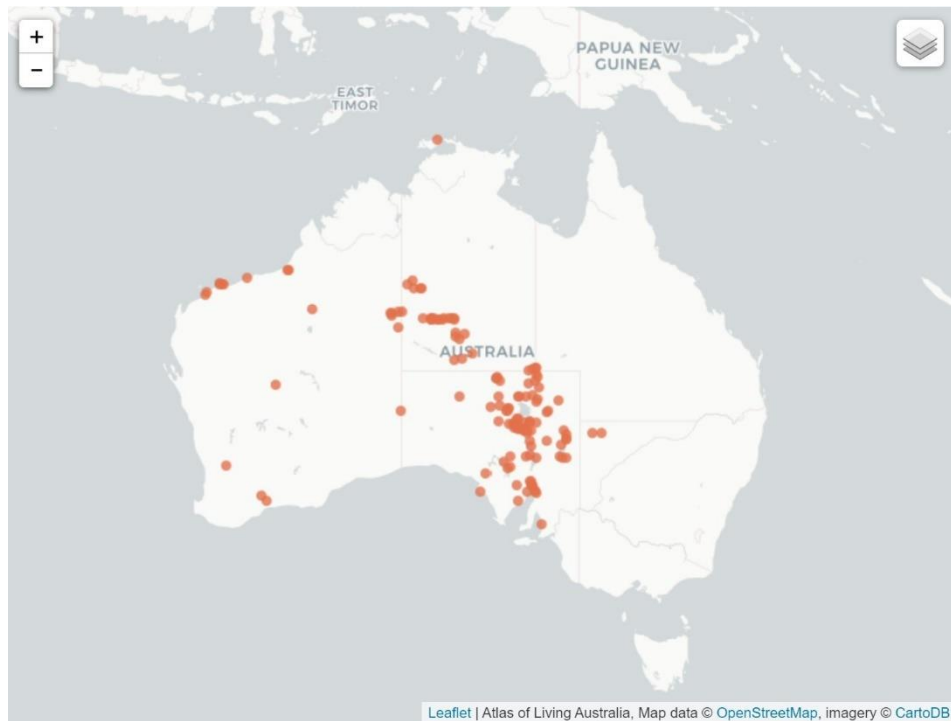 +
−
PAPUA NEW
GUINEA
EAST
TIMOR
AUSTRALIA
Leaflet | Atlas of Living Australia, Map data © OpenStreetMap, imagery © CartoDB